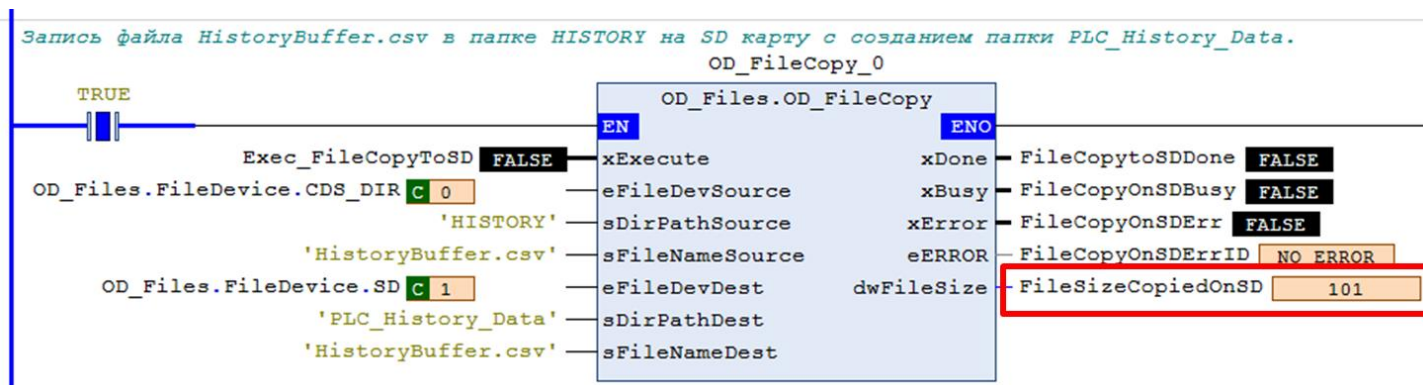 Запись файла HistoryBuffer.csv в папке HISTORY на SD карту с созданием папки PLC_History_Data.
OD_FileCopy_0
TRUE
OD_Files.OD_FileCopy
EN ENO
Exec_FileCopyToSD FALSE xExecute xDone FileCopytoSDDone FALSE
OD_Files.FileDevice.CDS_DIR C 0 eFileDevSource xBusy FileCopyOnSDBusy FALSE
'HISTORY' sDirPathSource xError FileCopyOnSDErr FALSE
'HistoryBuffer.csv' sFileNameSource eERROR FileCopyOnSDErrID NO ERROR
OD_Files.FileDevice.SD C 1 eFileDevDest dwFileSize FileSizeCopiedOnSD 101
'PLC_History_Data' sDirPathDest
'HistoryBuffer.csv' sFileNameDest